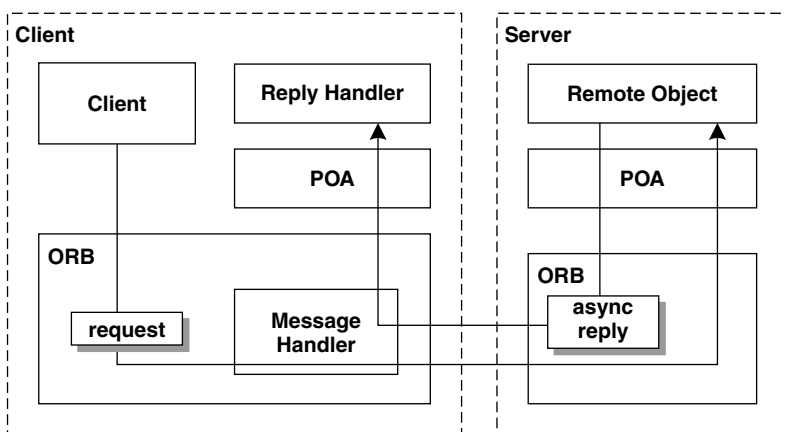 Client
Server
Client
Reply Handler
Remote Object
POA
POA
ORB
ORB
request
Message
Handler
async
reply